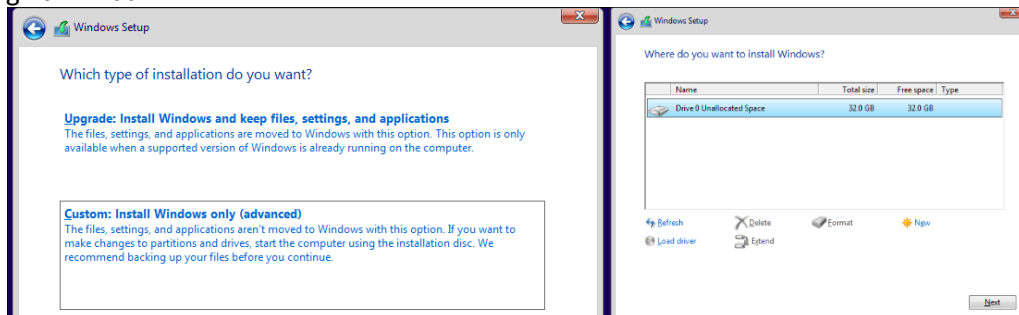 Windows Setup
Which type of installation do you want?
Upgrade: Install Windows and keep files, settings, and applications
The files, settings, and applications are moved to Windows with this option. This option is only
available when a supported version of Windows is already running on the computer.
Custom: Install Windows only (advanced)
The files, settings, and applications aren't moved to Windows with this option. If you want to
make changes to partitions and drives, start the computer using the installation disc. We
recommend backing up your files before you continue.
Windows Setup
Where do you want to install Windows?
Name Total size Free space Type
Drive 0 Unallocated Space 32.0 GB 32.0 GB
Refresh Delete Format New
Load driver Extend
Next